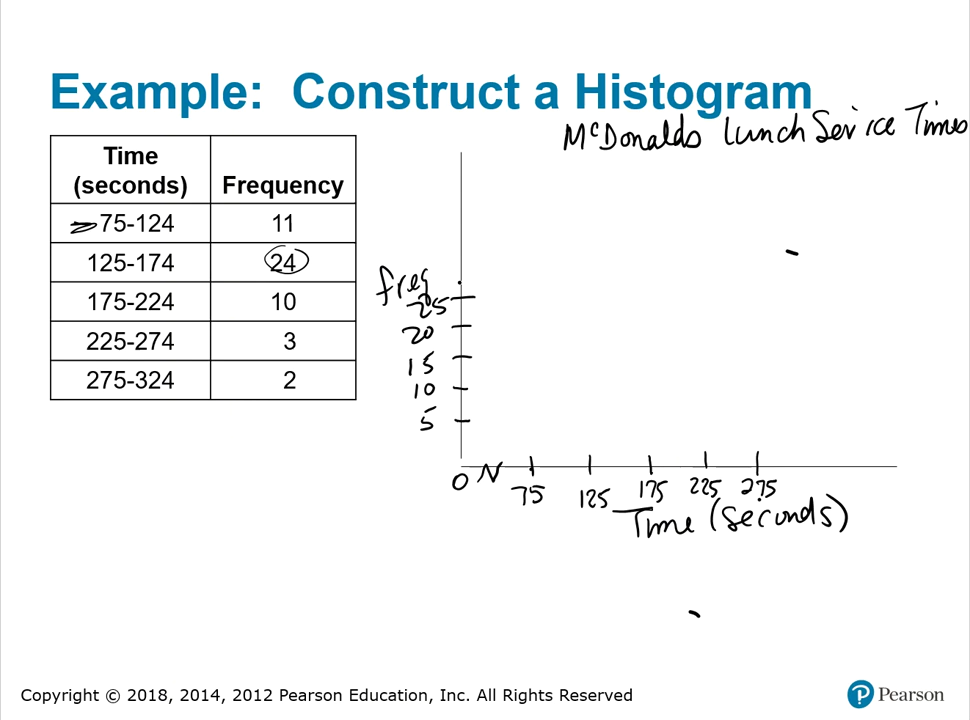 Example: Construct a Histogram
McDonalds Lunch Service Times
Time
(seconds) Frequency
75-124 11
125-174 24
175-224 10
225-274 3
275-324 2
freq
25
20
15
10
5
0 75 125 175 225 275
Time (seconds)
Copyright © 2018, 2014, 2012 Pearson Education, Inc. All Rights Reserved
P Pearson